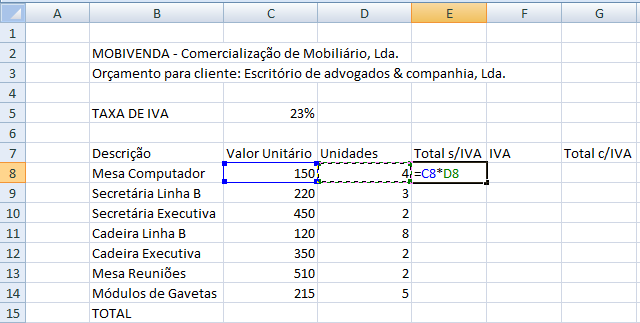 A B C D E F G
1
2 MOBIVENDA - Comercialização de Mobiliário, Lda.
3 Orçamento para cliente: Escritório de advogados & companhia, Lda.
4
5 TAXA DE IVA 23%
6
7 Descrição Valor Unitário Unidades Total s/IVA IVA Total c/IVA
8 Mesa Computador 150 4 =C8*D8
9 Secretária Linha B 220 3
10 Secretária Executiva 450 2
11 Cadeira Linha B 120 8
12 Cadeira Executiva 350 2
13 Mesa Reuniões 510 2
14 Módulos de Gavetas 215 5
15 TOTAL